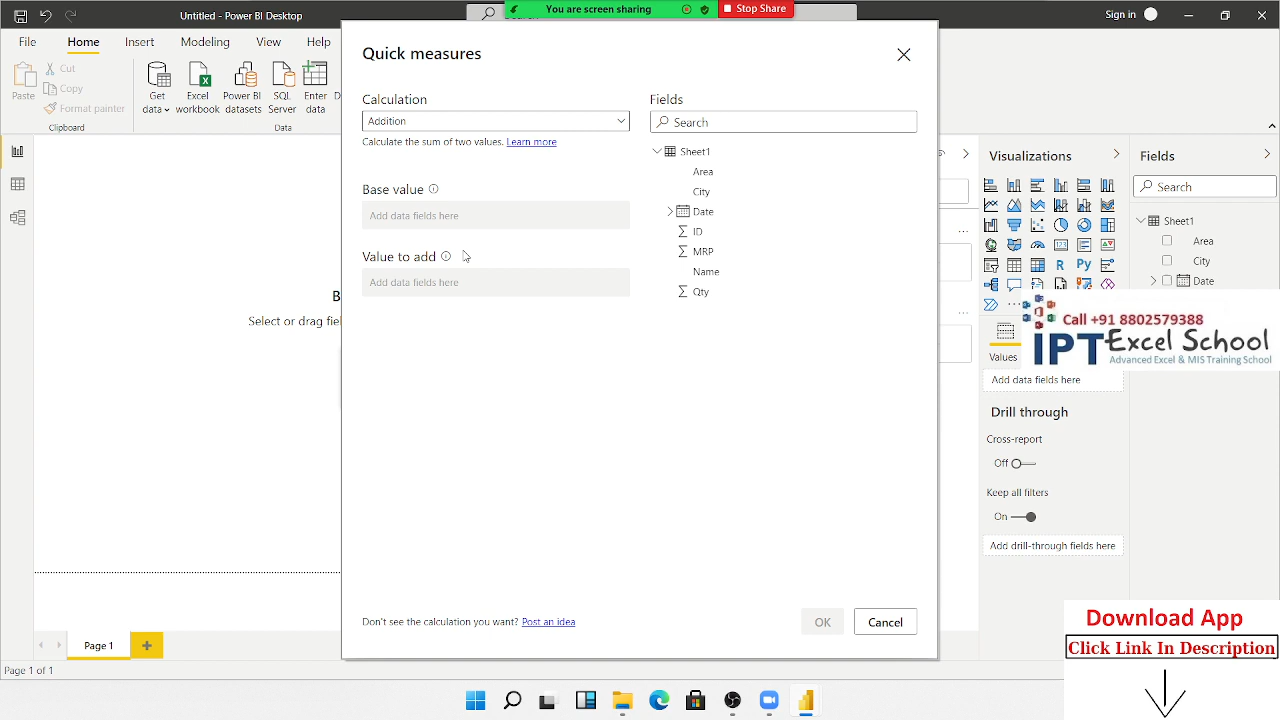 Untitled - Power BI Desktop
You are screen sharing
Stop Share
Sign in
File
Home
Insert
Modeling
View
Help
Paste
Cut
Copy
Format painter
Clipboard
Get data
Excel workbook
Power BI datasets
SQL Server
Enter data
Data
Quick measures
Calculation
Addition
Calculate the sum of two values. Learn more
Base value
Add data fields here
Value to add
Add data fields here
Fields
Search
Sheet1
Area
City
Date
ID
MRP
Name
Qty
Don't see the calculation you want? Post an idea
OK
Cancel
Select or drag fiel
Visualizations
Values
Add data fields here
Drill through
Cross-report
Off
Keep all filters
On
Add drill-through fields here
Fields
Search
Sheet1
Area
City
Date
Call +91 8802579388
IPT Excel School
Advanced Excel & MIS Training School
Download App
Click Link In Description
Page 1
Page 1 of 1